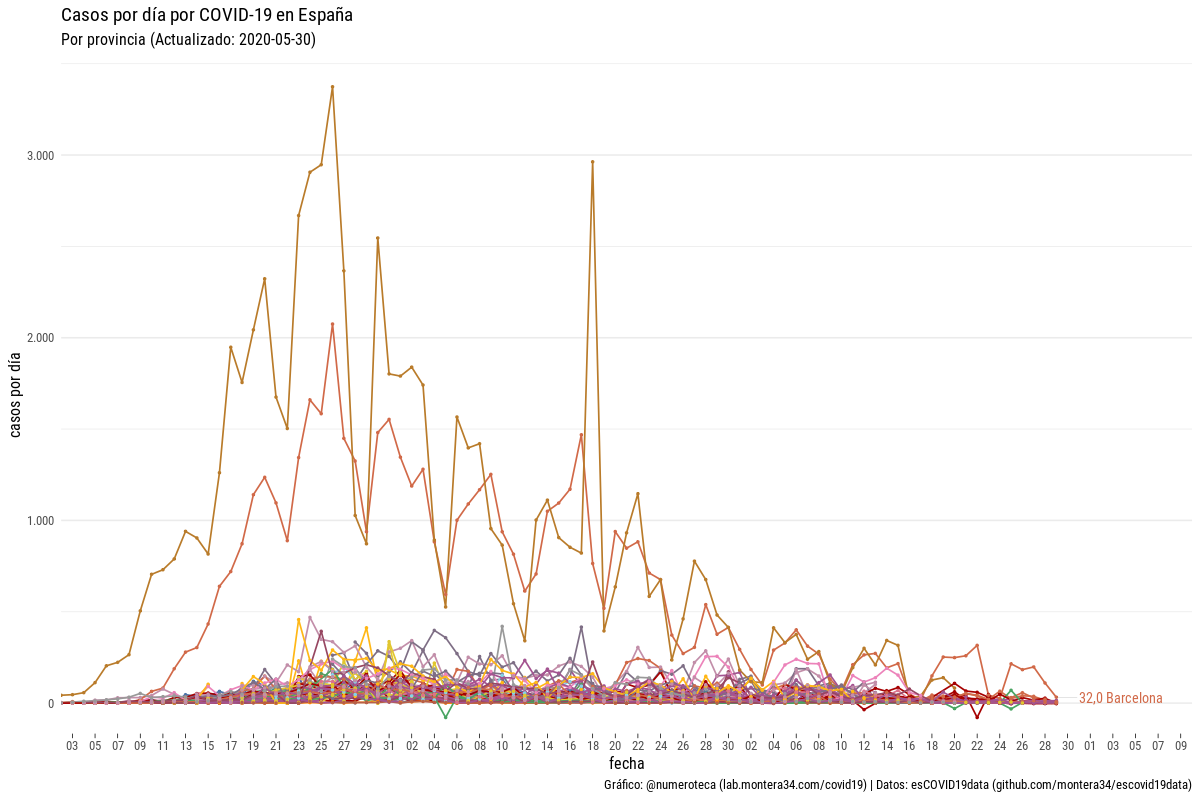 Casos por día por COVID-19 en España
Por provincia (Actualizado: 2020-05-30)
casos por día
3.000
2.000
1.000
0
32,0 Barcelona
03 05 07 09 11 13 15 17 19 21 23 25 27 29 31 02 04 06 08 10 12 14 16 18 20 22 24 26 28 30 02 04 06 08 10 12 14 16 18 20 22 24 26 28 30 01 03 05 07 09
fecha
Gráfico: @numeroteca (lab.montera34.com/covid19) | Datos: esCOVID19data (github.com/montera34/escovid19data)